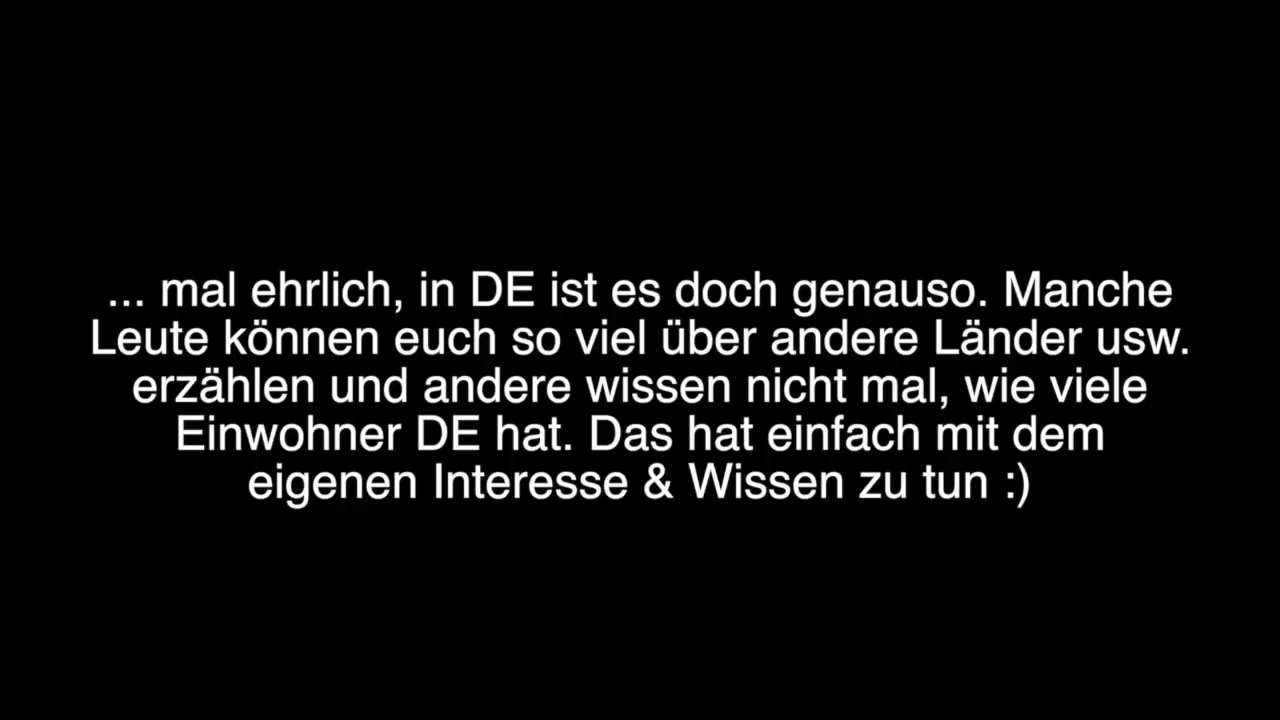 ... mal ehrlich, in DE ist es doch genauso. Manche
Leute können euch so viel über andere Länder usw.
erzählen und andere wissen nicht mal, wie viele
Einwohner DE hat. Das hat einfach mit dem
eigenen Interesse & Wissen zu tun :)